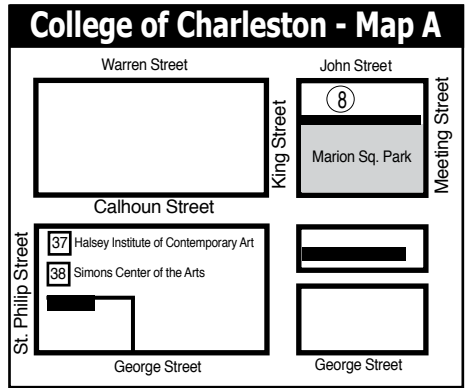 College of Charleston - Map A
Warren Street
John Street
8
King Street
Meeting Street
Marion Sq. Park
Calhoun Street
St. Philip Street
37 Halsey Institute of Contemporary Art
38 Simons Center of the Arts
George Street
George Street